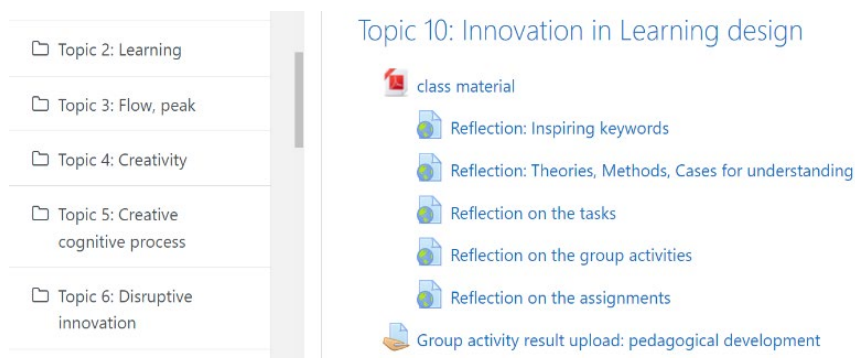 Topic 2: Learning
Topic 3: Flow, peak
Topic 4: Creativity
Topic 5: Creative
cognitive process
Topic 6: Disruptive
innovation
Topic 10: Innovation in Learning design
class material
Reflection: Inspiring keywords
Reflection: Theories, Methods, Cases for understanding
Reflection on the tasks
Reflection on the group activities
Reflection on the assignments
Group activity result upload: pedagogical development